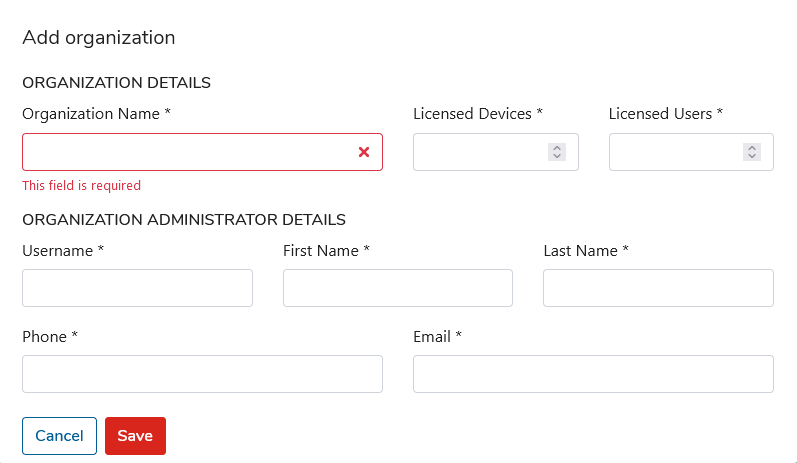 Add organization
ORGANIZATION DETAILS
Organization Name * Licensed Devices * Licensed Users *
This field is required
ORGANIZATION ADMINISTRATOR DETAILS
Username * First Name * Last Name *
Phone * Email *
Cancel Save